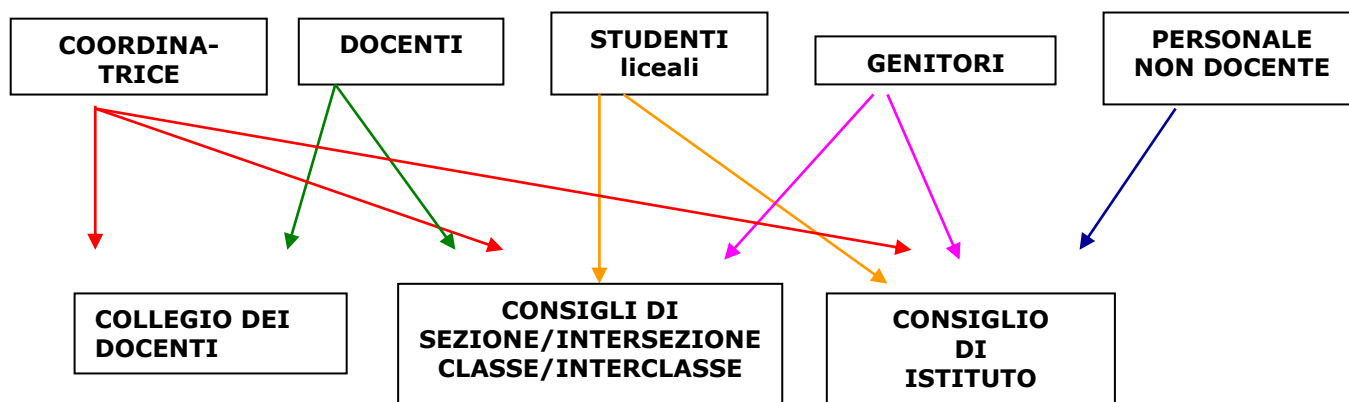 COORDINA-
TRICE
DOCENTI
STUDENTI
liceali
GENITORI
PERSONALE
NON DOCENTE
COLLEGIO DEI
DOCENTI
CONSIGLI DI
SEZIONE/INTERSEZIONE
CLASSE/INTERCLASSE
CONSIGLIO
DI
ISTITUTO